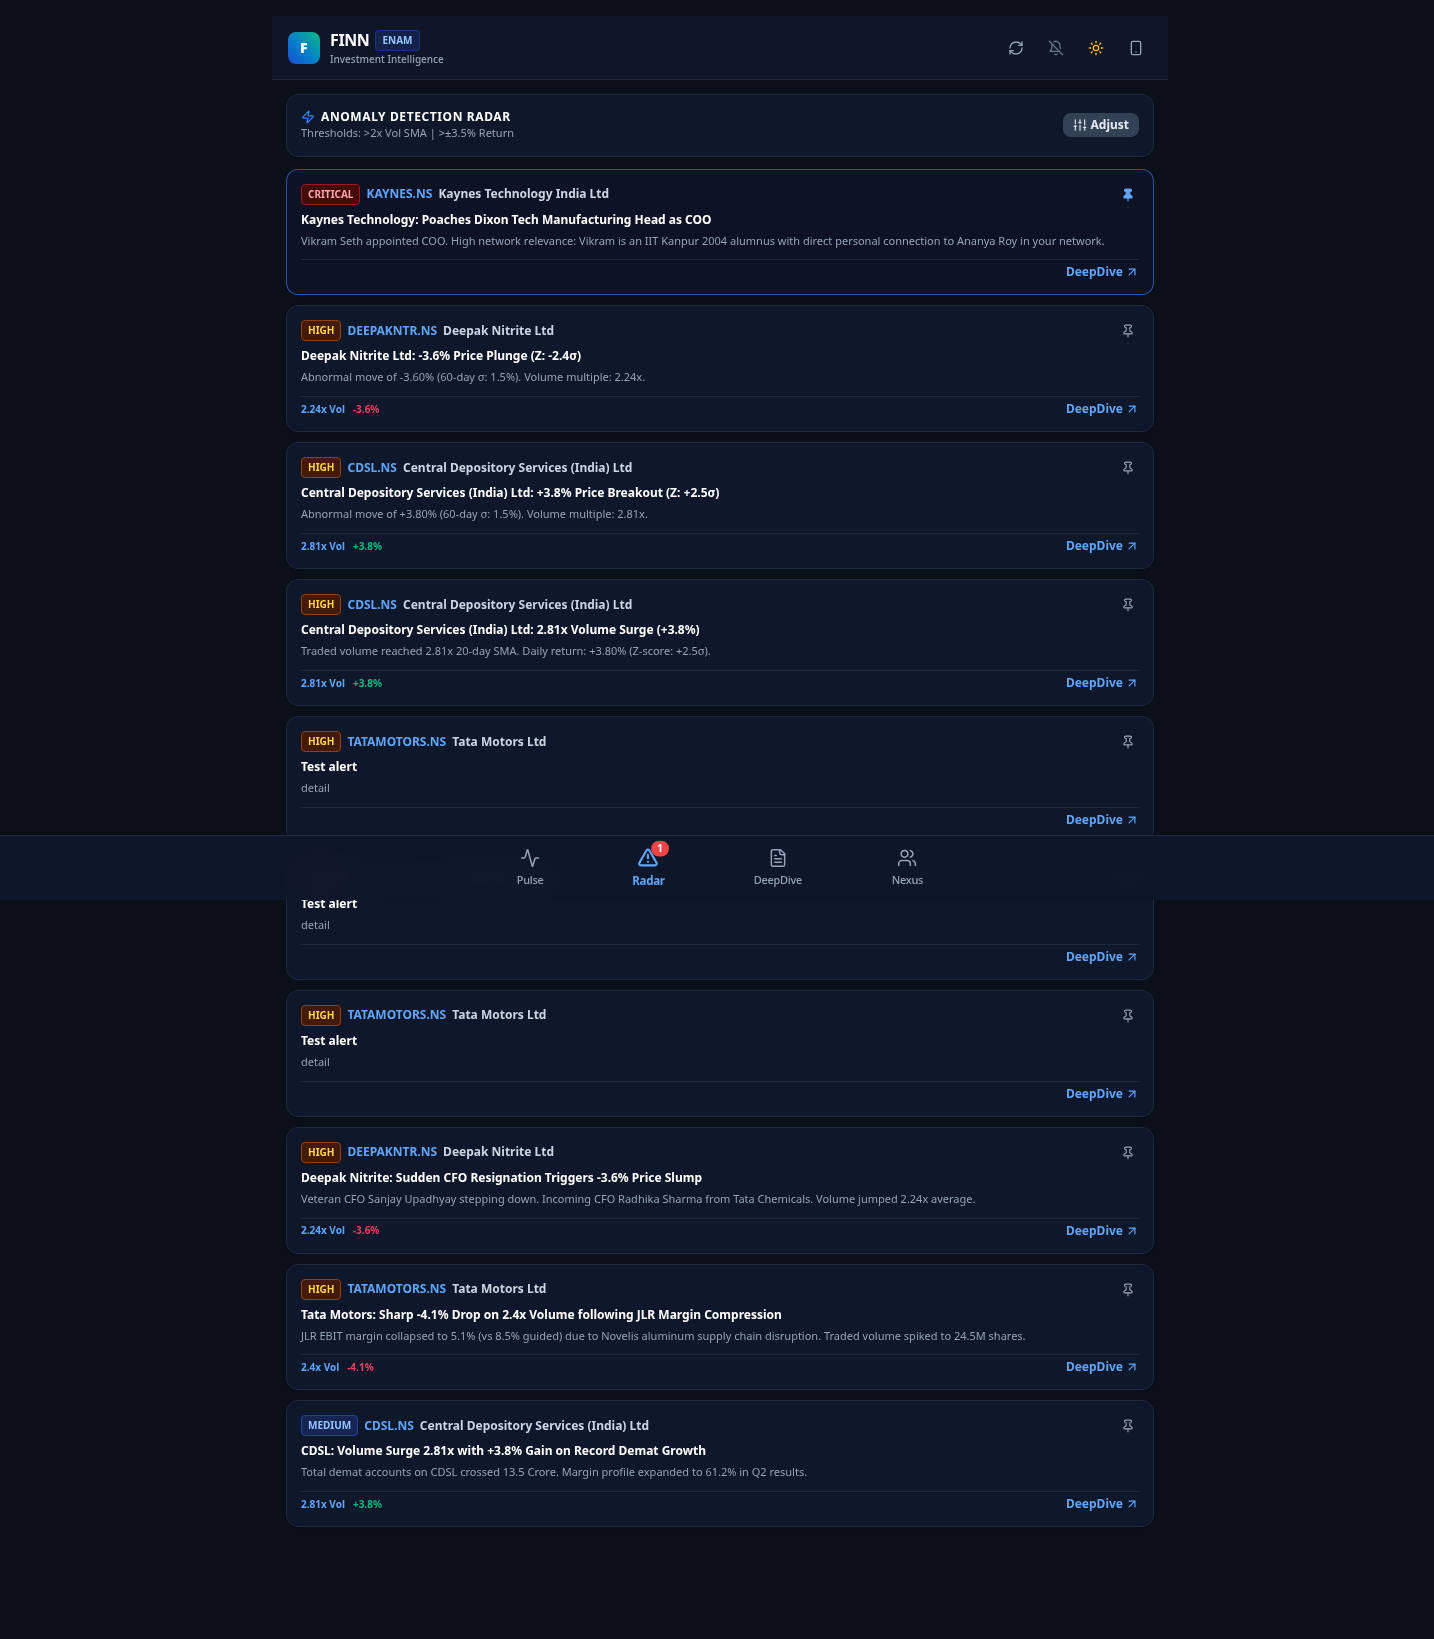 F
FINN ENAM
Investment Intelligence
ANOMALY DETECTION RADAR
Thresholds: >2x Vol SMA | >±3.5% Return
Adjust
CRITICAL KAYNES.NS Kaynes Technology India Ltd
Kaynes Technology: Poaches Dixon Tech Manufacturing Head as COO
Vikram Seth appointed COO. High network relevance: Vikram is an IIT Kanpur 2004 alumnus with direct personal connection to Ananya Roy in your network.
DeepDive
HIGH DEEPAKNTR.NS Deepak Nitrite Ltd
Deepak Nitrite Ltd: -3.6% Price Plunge (Z: -2.4σ)
Abnormal move of -3.60% (60-day σ: 1.5%). Volume multiple: 2.24x.
2.24x Vol -3.6% DeepDive
HIGH CDSL.NS Central Depository Services (India) Ltd
Central Depository Services (India) Ltd: +3.8% Price Breakout (Z: +2.5σ)
Abnormal move of +3.80% (60-day σ: 1.5%). Volume multiple: 2.81x.
2.81x Vol +3.8% DeepDive
HIGH CDSL.NS Central Depository Services (India) Ltd
Central Depository Services (India) Ltd: 2.81x Volume Surge (+3.8%)
Traded volume reached 2.81x 20-day SMA. Daily return: +3.80% (Z-score: +2.5σ).
2.81x Vol +3.8% DeepDive
HIGH TATAMOTORS.NS Tata Motors Ltd
Test alert
detail
DeepDive
1
Pulse Radar DeepDive Nexus
Test alert
detail
DeepDive
HIGH TATAMOTORS.NS Tata Motors Ltd
Test alert
detail
DeepDive
HIGH DEEPAKNTR.NS Deepak Nitrite Ltd
Deepak Nitrite: Sudden CFO Resignation Triggers -3.6% Price Slump
Veteran CFO Sanjay Upadhyay stepping down. Incoming CFO Radhika Sharma from Tata Chemicals. Volume jumped 2.24x average.
2.24x Vol -3.6% DeepDive
HIGH TATAMOTORS.NS Tata Motors Ltd
Tata Motors: Sharp -4.1% Drop on 2.4x Volume following JLR Margin Compression
JLR EBIT margin collapsed to 5.1% (vs 8.5% guided) due to Novelis aluminum supply chain disruption. Traded volume spiked to 24.5M shares.
2.4x Vol -4.1% DeepDive
MEDIUM CDSL.NS Central Depository Services (India) Ltd
CDSL: Volume Surge 2.81x with +3.8% Gain on Record Demat Growth
Total demat accounts on CDSL crossed 13.5 Crore. Margin profile expanded to 61.2% in Q2 results.
2.81x Vol +3.8% DeepDive